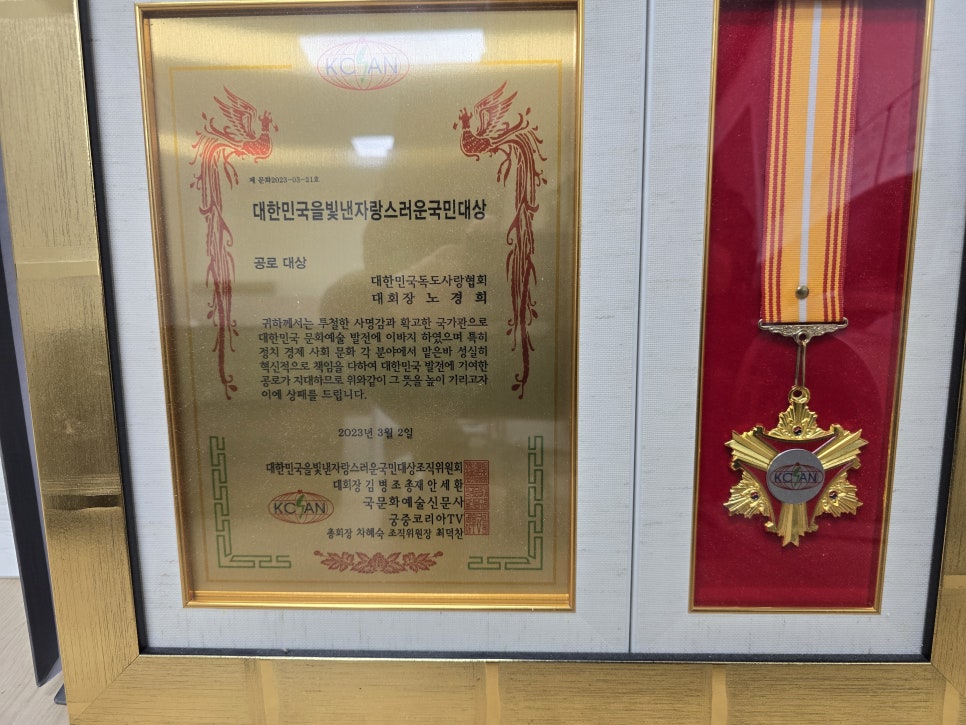 KCSAN
제 문화2023-03-21호
대한민국을빛낸자랑스러운국민대상
공로 대상
대한민국독도사랑협회
대회장 노 경 희
귀하께서는 투철한 사명감과 확고한 국가관으로
대한민국 문화예술 발전에 이바지 하였으며 특히
정치 경제 사회 문화 각 분야에서 맡은바 성실히
혁신적으로 책임을 다하여 대한민국 발전에 기여한
공로가 지대하므로 위와같이 그 뜻을 높이 기리고자
이에 상패를 드립니다.
2023년 3월 2일
대한민국을빛낸자랑스러운국민대상조직위원회
대회장 김 병 조 총재 안 세 환
국문화예술신문사
궁중코리아TV
총회장 차혜숙 조직위원장 최덕찬
KCSAN
KCSAN